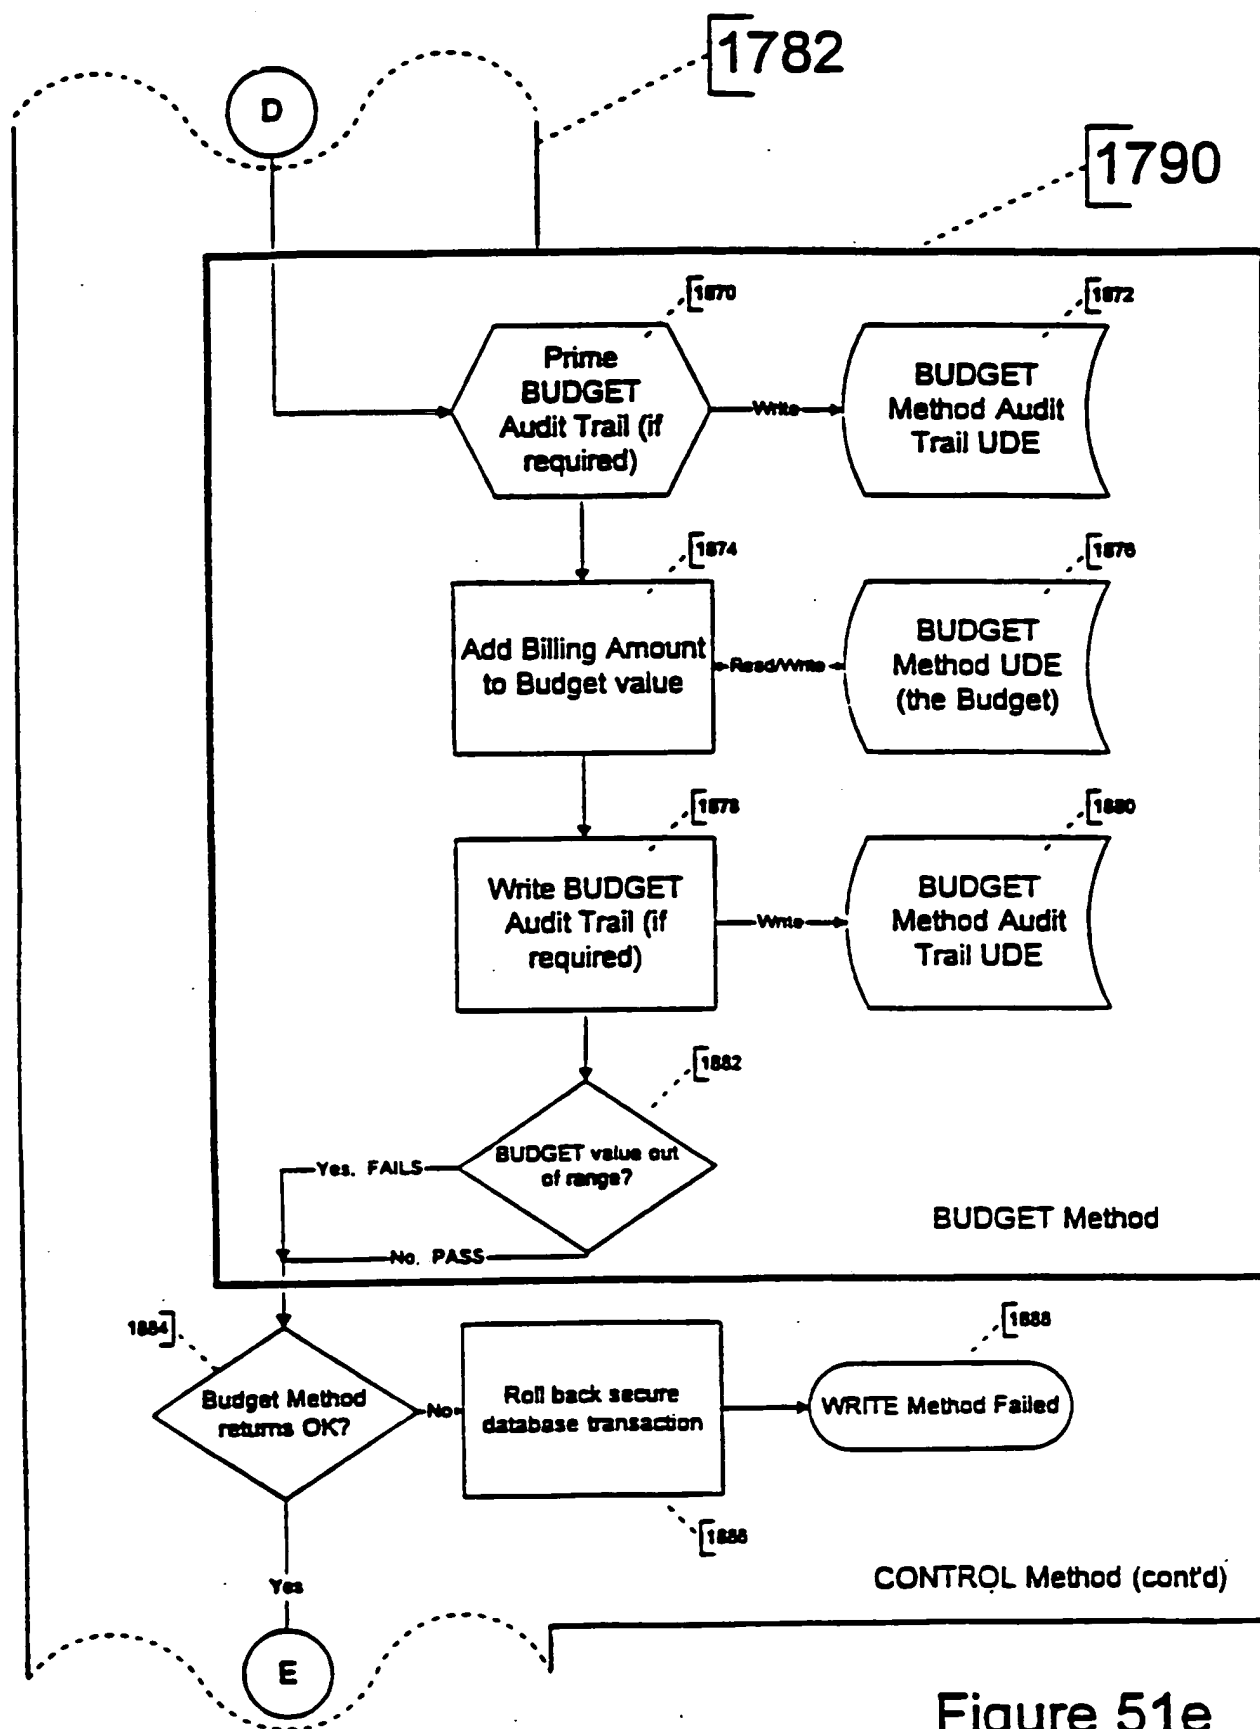 1782
D
1790
1870
1872
Prime
BUDGET
Audit Trail (if
required)
Write
BUDGET
Method Audit
Trail UDE
1874
1876
Add Billing Amount
to Budget value
Read/Write
BUDGET
Method UDE
(the Budget)
1878
1880
Write BUDGET
Audit Trail (if
required)
Write
BUDGET
Method Audit
Trail UDE
1882
BUDGET value out
of range?
Yes, FAILS
No, PASS
BUDGET Method
1884
Budget Method
returns OK?
No
Roll back secure
database transaction
1888
WRITE Method Failed
1886
Yes
CONTROL Method (cont'd)
E
Figure 51e